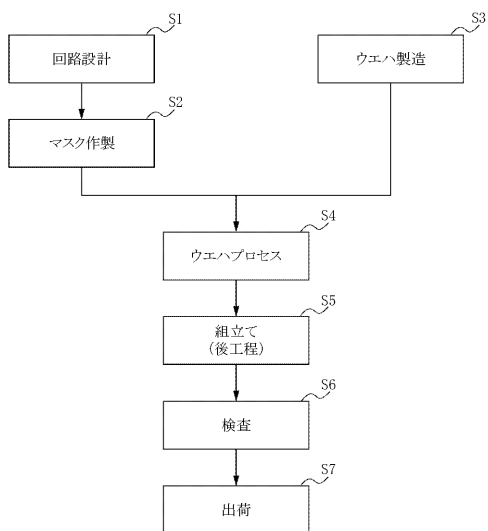 S1
回路設計
S3
ウエハ製造
S2
マスク作製
S4
ウエハプロセス
S5
組立て
(後工程)
S6
検査
S7
出荷